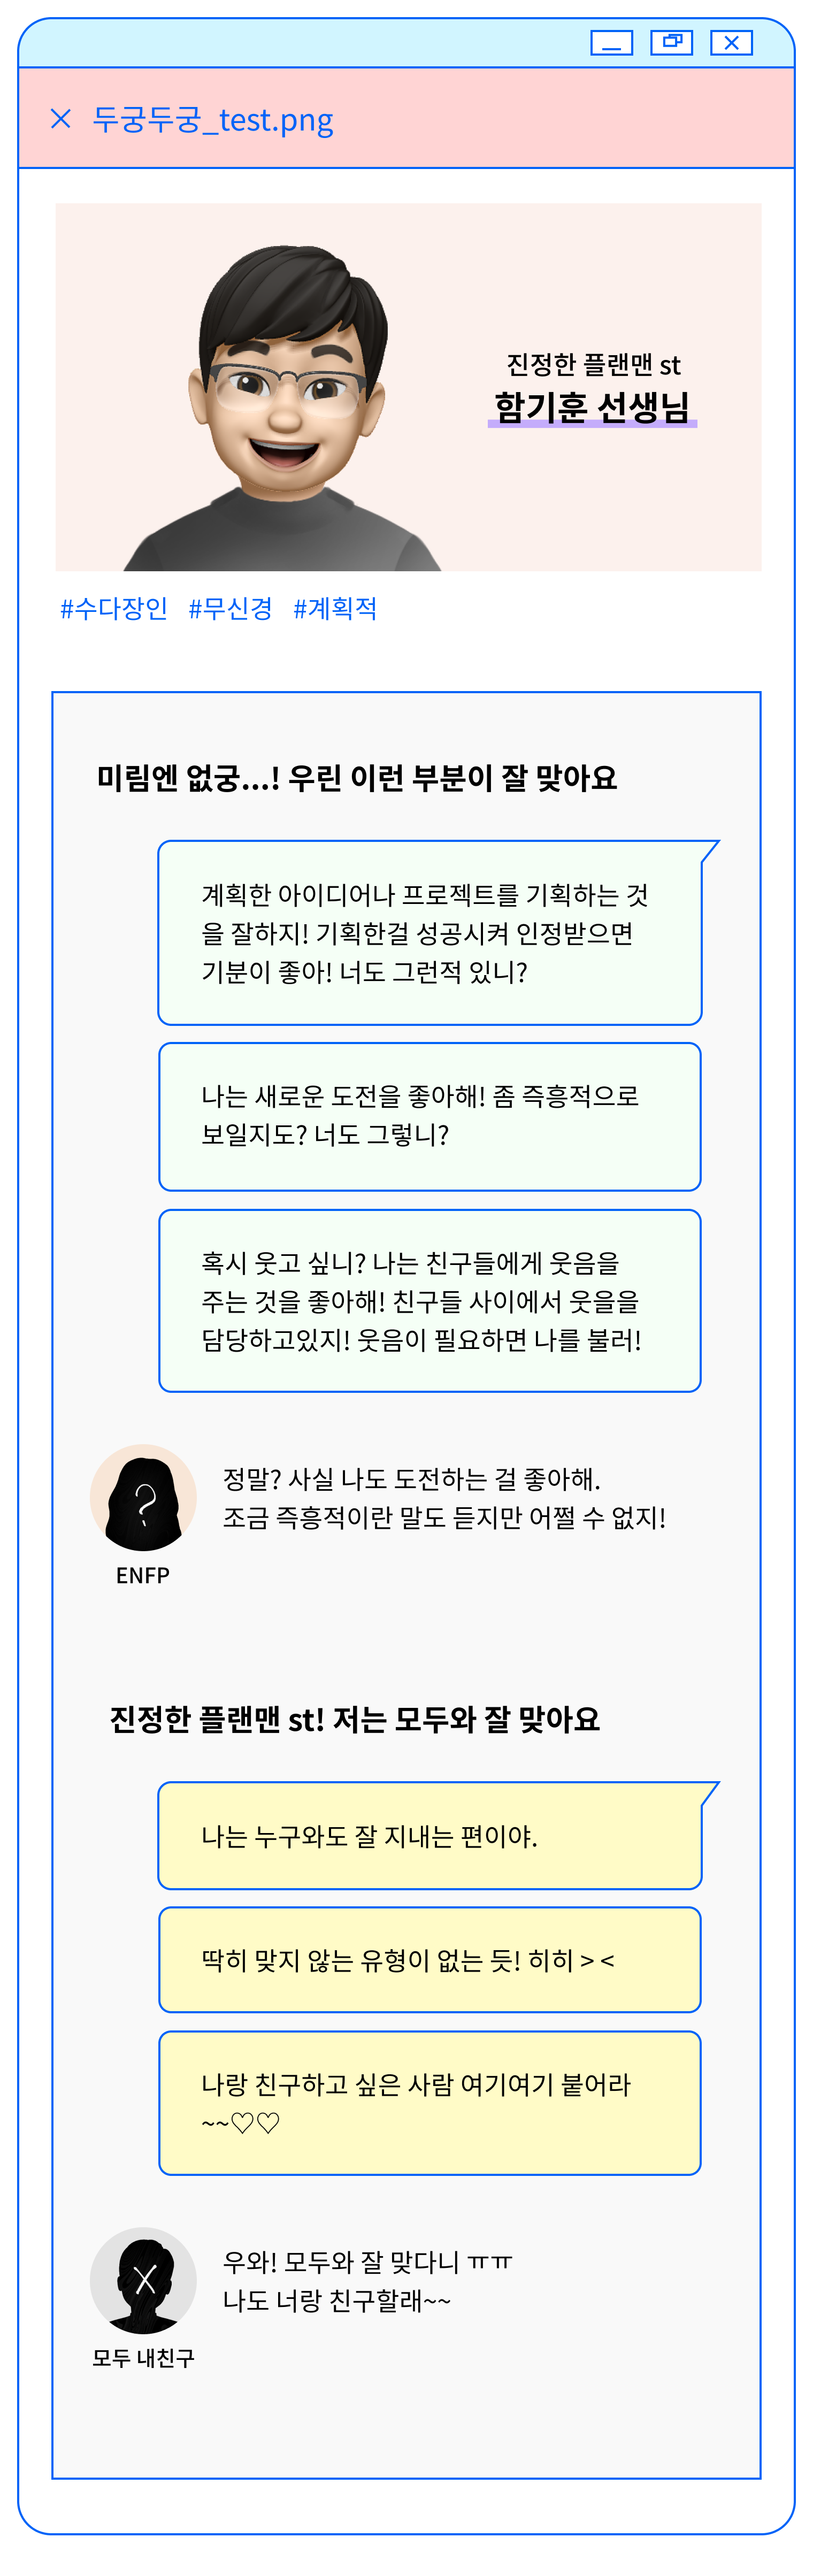 두궁두궁_test.png
진정한 플랜맨 st
함기훈 선생님
#수다장인 #무신경 #계획적
미림엔 없궁...! 우린 이런 부분이 잘 맞아요
계획한 아이디어나 프로젝트를 기획하는 것
을 잘하지! 기획한걸 성공시켜 인정받으면
기분이 좋아! 너도 그런적 있니?
나는 새로운 도전을 좋아해! 좀 즉흥적으로
보일지도? 너도 그렇니?
혹시 웃고 싶니? 나는 친구들에게 웃음을
주는 것을 좋아해! 친구들 사이에서 웃을을
담당하고있지! 웃음이 필요하면 나를 불러!
정말? 사실 나도 도전하는 걸 좋아해.
조금 즉흥적이란 말도 듣지만 어쩔 수 없지!
ENFP
진정한 플랜맨 st! 저는 모두와 잘 맞아요
나는 누구와도 잘 지내는 편이야.
딱히 맞지 않는 유형이 없는 듯! 히히 > <
나랑 친구하고 싶은 사람 여기여기 붙어라
~~♡♡
우와! 모두와 잘 맞다니 ㅠㅠ
나도 너랑 친구할래~~
모두 내친구